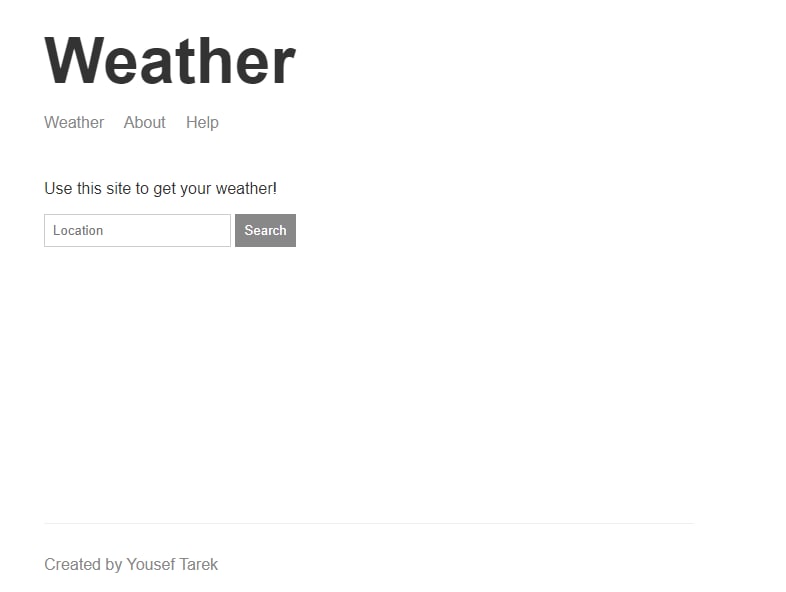 Weather
Weather About Help
Use this site to get your weather!
Location Search
Created by Yousef Tarek